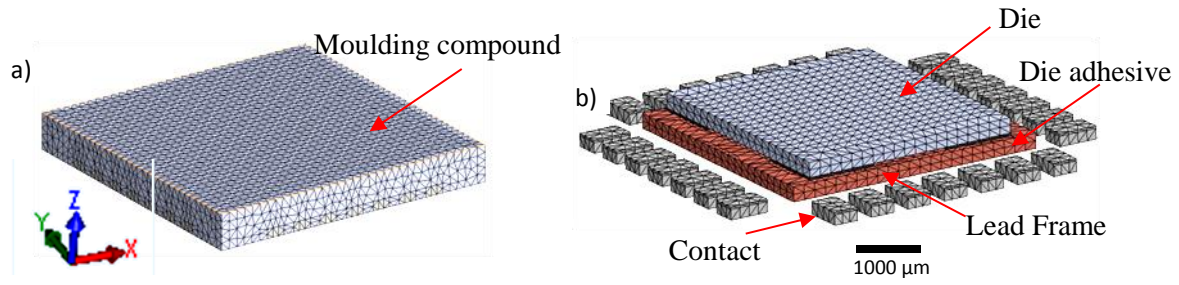 a)
Moulding compound
Z
Y
X
b)
Die
Die adhesive
Lead Frame
Contact
1000 µm